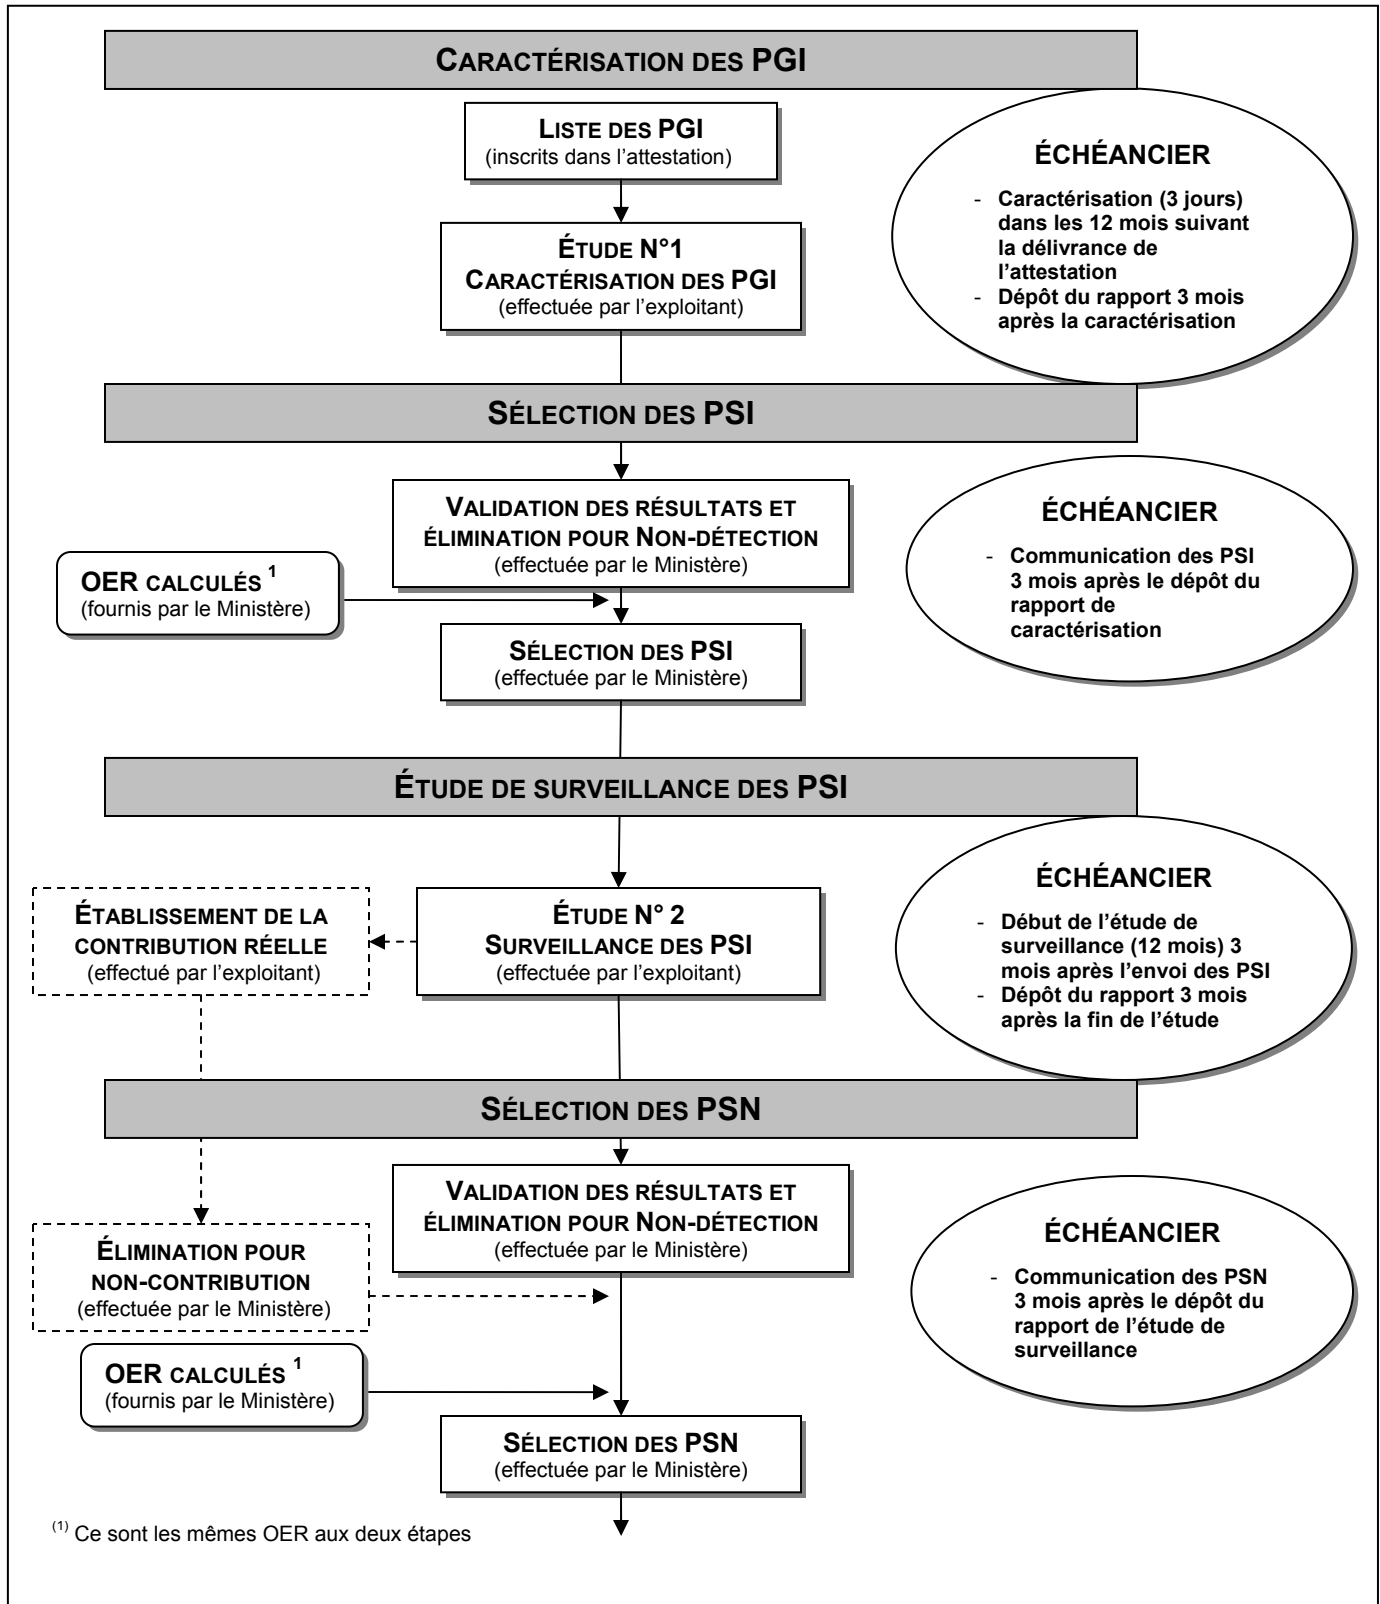 CARACTÉRISATION DES PGI
LISTE DES PGI
(inscrits dans l'attestation)
ÉTUDE N°1
CARACTÉRISATION DES PGI
(effectuée par l'exploitant)
ÉCHÉANCIER
- Caractérisation (3 jours)
dans les 12 mois suivant
la délivrance de
l'attestation
- Dépôt du rapport 3 mois
après la caractérisation
SÉLECTION DES PSI
VALIDATION DES RÉSULTATS ET
ÉLIMINATION POUR NON-DÉTECTION
(effectuée par le Ministère)
OER CALCULÉS 1
(fournis par le Ministère)
SÉLECTION DES PSI
(effectuée par le Ministère)
ÉCHÉANCIER
- Communication des PSI
3 mois après le dépôt du
rapport de
caractérisation
ÉTUDE DE SURVEILLANCE DES PSI
ÉTABLISSEMENT DE LA
CONTRIBUTION RÉELLE
(effectué par l'exploitant)
ÉTUDE N° 2
SURVEILLANCE DES PSI
(effectuée par l'exploitant)
ÉCHÉANCIER
- Début de l'étude de
surveillance (12 mois) 3
mois après l'envoi des PSI
- Dépôt du rapport 3 mois
après la fin de l'étude
SÉLECTION DES PSN
VALIDATION DES RÉSULTATS ET
ÉLIMINATION POUR NON-DÉTECTION
(effectuée par le Ministère)
ÉLIMINATION POUR
NON-CONTRIBUTION
(effectuée par le Ministère)
OER CALCULÉS 1
(fournis par le Ministère)
SÉLECTION DES PSN
(effectuée par le Ministère)
ÉCHÉANCIER
- Communication des PSN
3 mois après le dépôt du
rapport de l'étude de
surveillance
(1) Ce sont les mêmes OER aux deux étapes